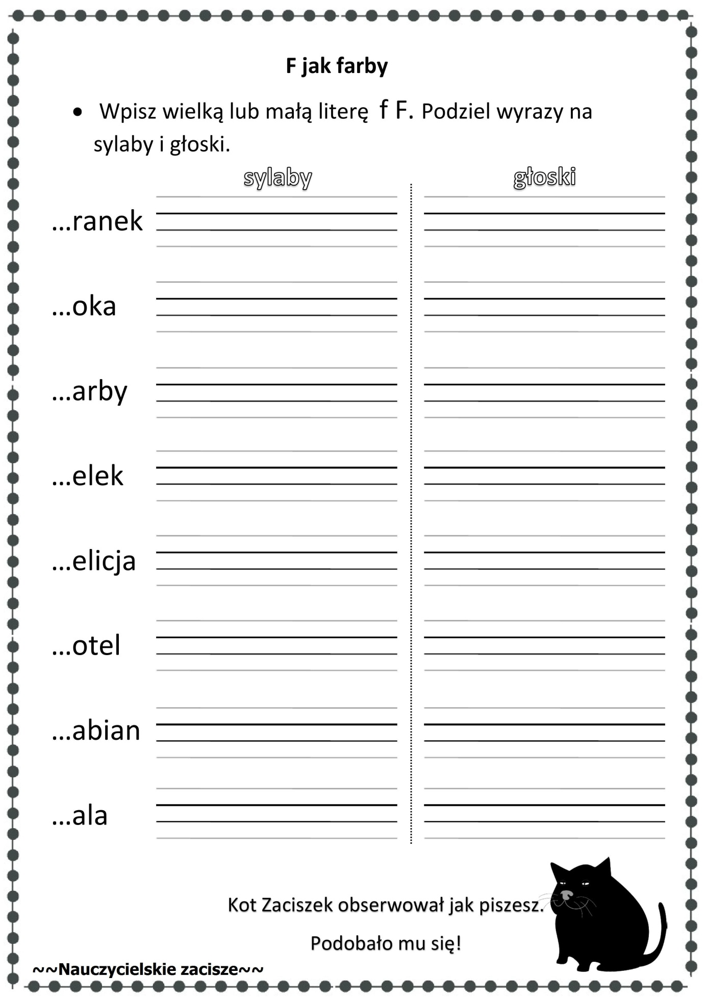 F jak farby
• Wpisz wielką lub małą literę f F. Podziel wyrazy na
sylaby i głoski.
sylaby głoski
...ranek
...oka
...arby
...elek
...elicja
...otel
...abian
...ala
Kot Zaciszek obserwował jak piszesz.
Podobało mu się!
~~Nauczycielskie zacisze~~